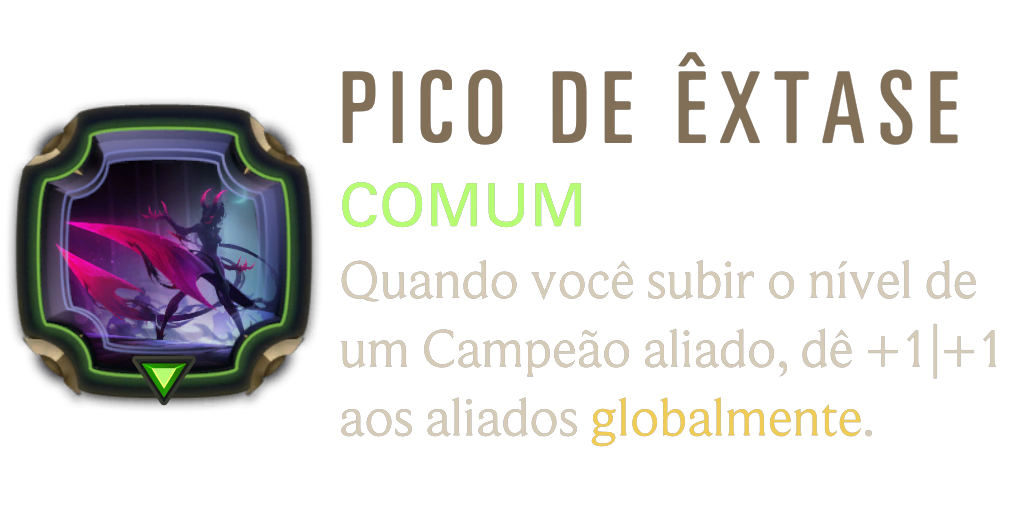 PICO DE ÊXTASE
COMUM
Quando você subir o nível de
um Campeão aliado, dê +1|+1
aos aliados globalmente.